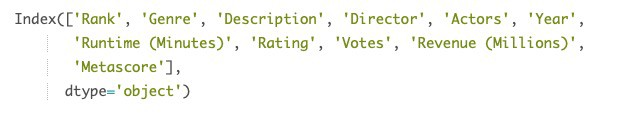 Index(['Rank', 'Genre', 'Description', 'Director', 'Actors', 'Year',
'Runtime (Minutes)', 'Rating', 'Votes', 'Revenue (Millions)',
'Metascore'],
dtype='object')